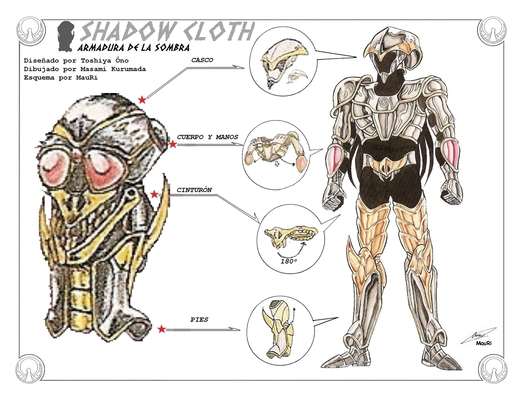 SHADOW CLOTH
ARMADURA DE LA SOMBRA
Diseñado por Toshiya Ôno
Dibujado por Masami Kurumada
Esquema por MauRi
CASCO
CUERPO Y MANOS
CINTURÓN
180°
PIES
MauRi